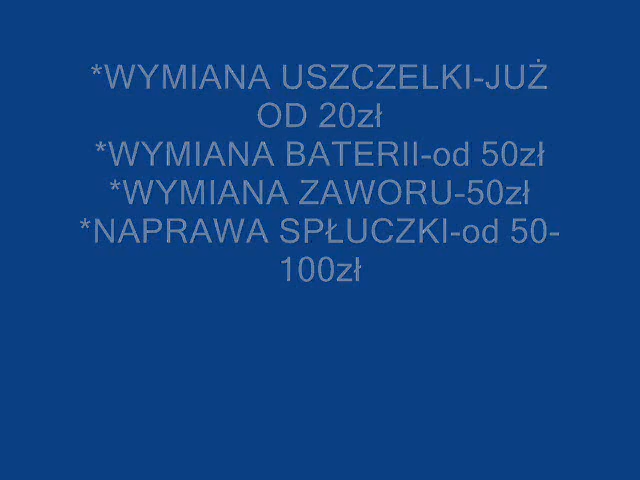 *WYMIANA USZCZELKI-JUŻ
OD 20zł
*WYMIANA BATERII-od 50zł
*WYMIANA ZAWORU-50zł
*NAPRAWA SPŁUCZKI-od 50-
100zł